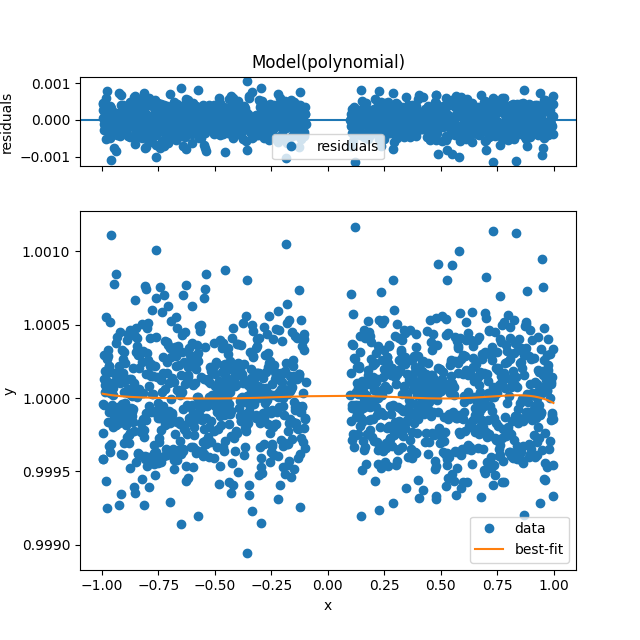 Model(polynomial)
0.001
0.000
−0.001
residuals
residuals
1.0010
1.0005
1.0000
0.9995
0.9990
y
data
best-fit
−1.00 −0.75 −0.50 −0.25 0.00 0.25 0.50 0.75 1.00
x